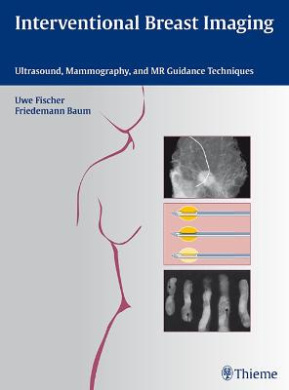 Interventional Breast Imaging
Ultrasound, Mammography, and MR Guidance Techniques
Uwe Fischer
Friedemann Baum
Thieme